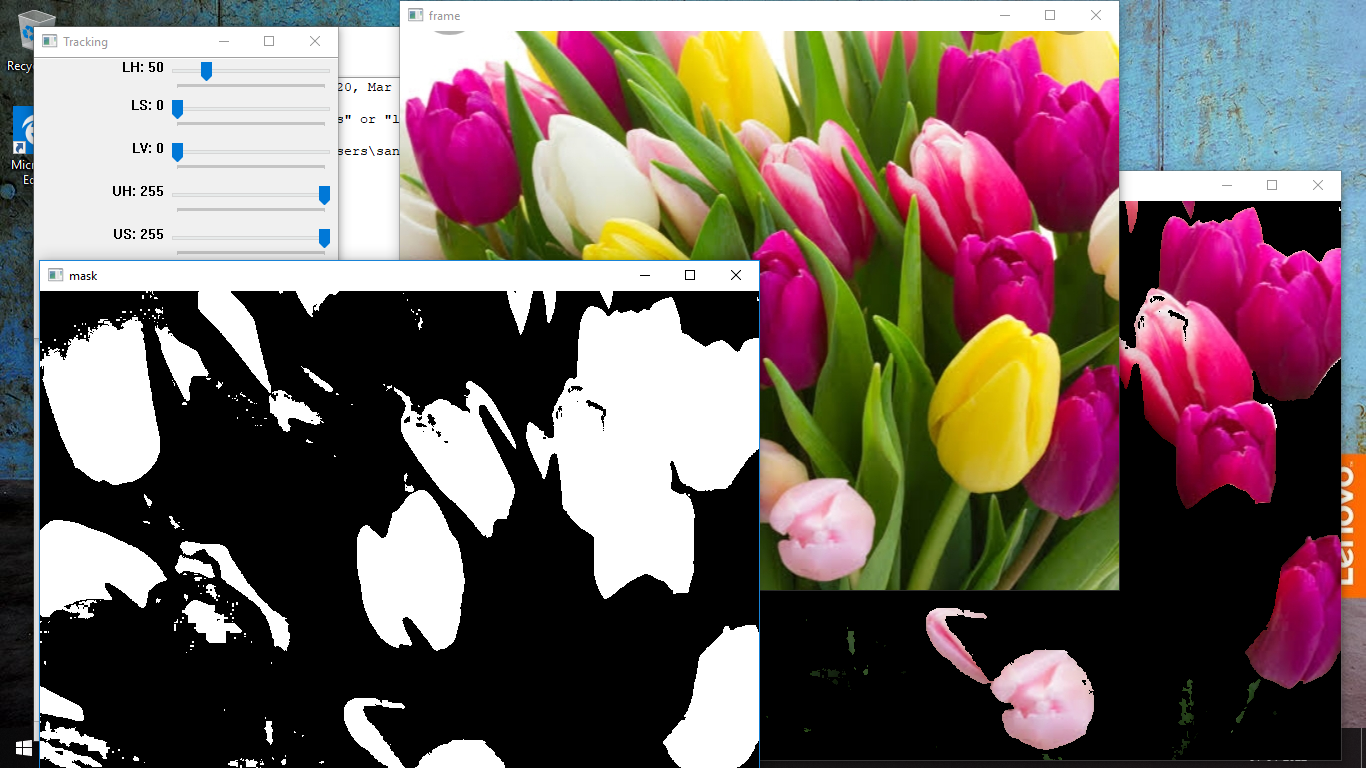 Recyc
Micr
Ed
Tracking
LH: 50
LS: 0
LV: 0
UH: 255
US: 255
20, Mar
s" or "l
sers\san
frame
mask
Lenovo